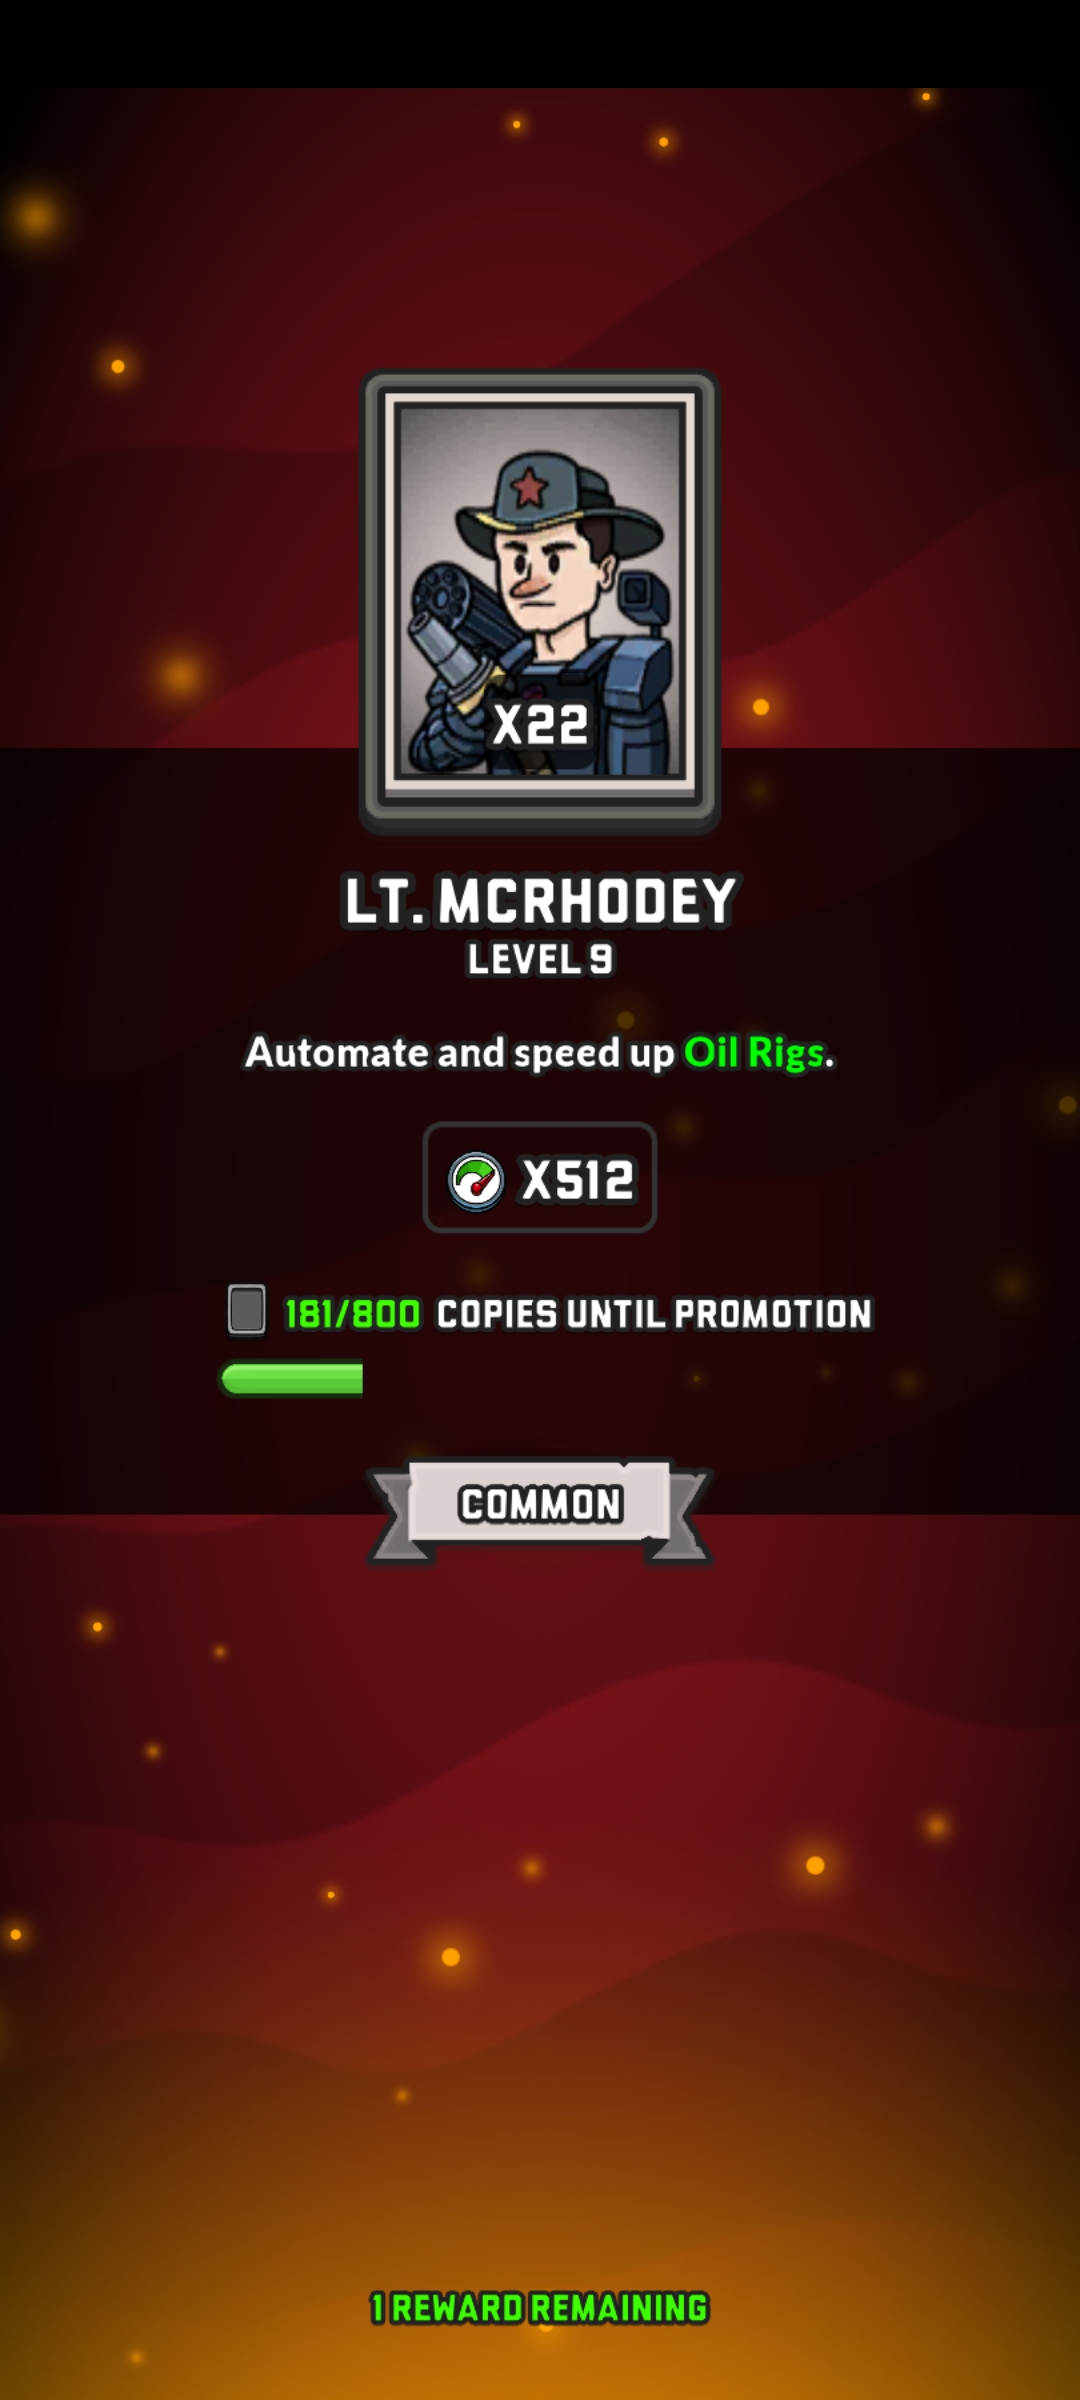 X22
LT. MCRHODEY
LEVEL 9
Automate and speed up Oil Rigs.
X512
181/800 COPIES UNTIL PROMOTION
COMMON
1 REWARD REMAINING